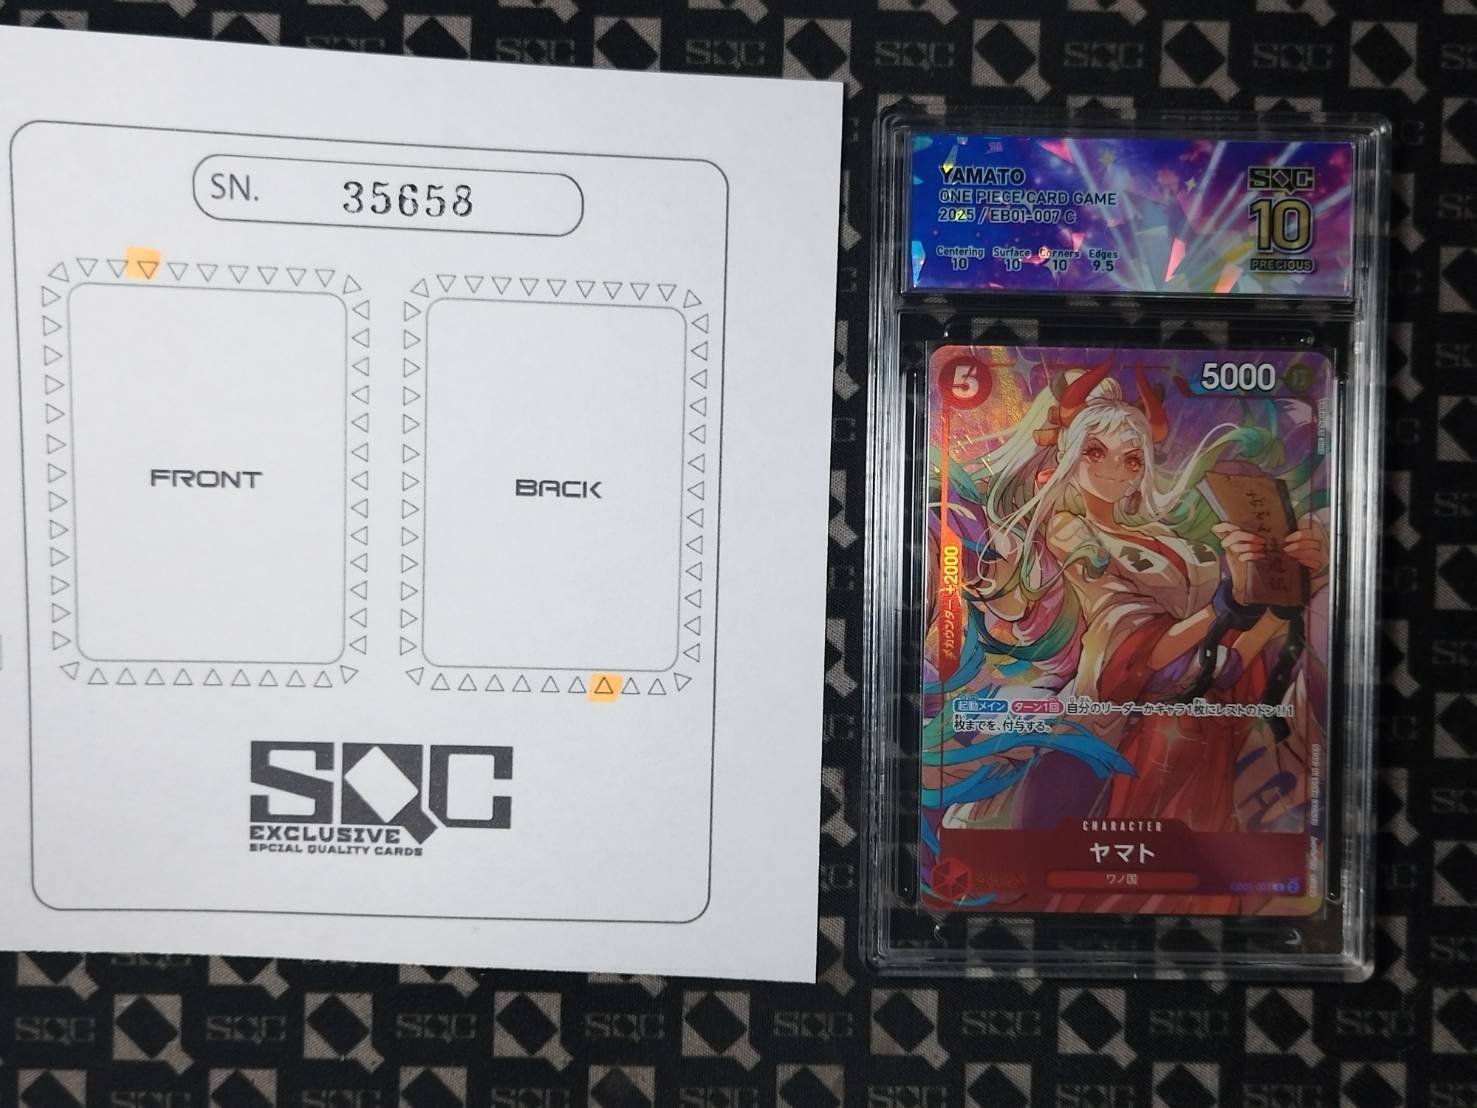 SN. 35658
FRONT
BACK
SQC
EXCLUSIVE
SPCIAL QUALITY CARDS
YAMATO
ONE PIECE CARD GAME
2025 / EB01-007 C
Centering Surface Corners Edges
10 10 10 9.5
SQC
10
PRECIOUS
5
5000
カウンター+2000
起動メイン ターン1回 自分のリーダーかキャラ1枚にレストのドン!!1
枚までを、付与する。
CHARACTER
ヤマト
ワノ国